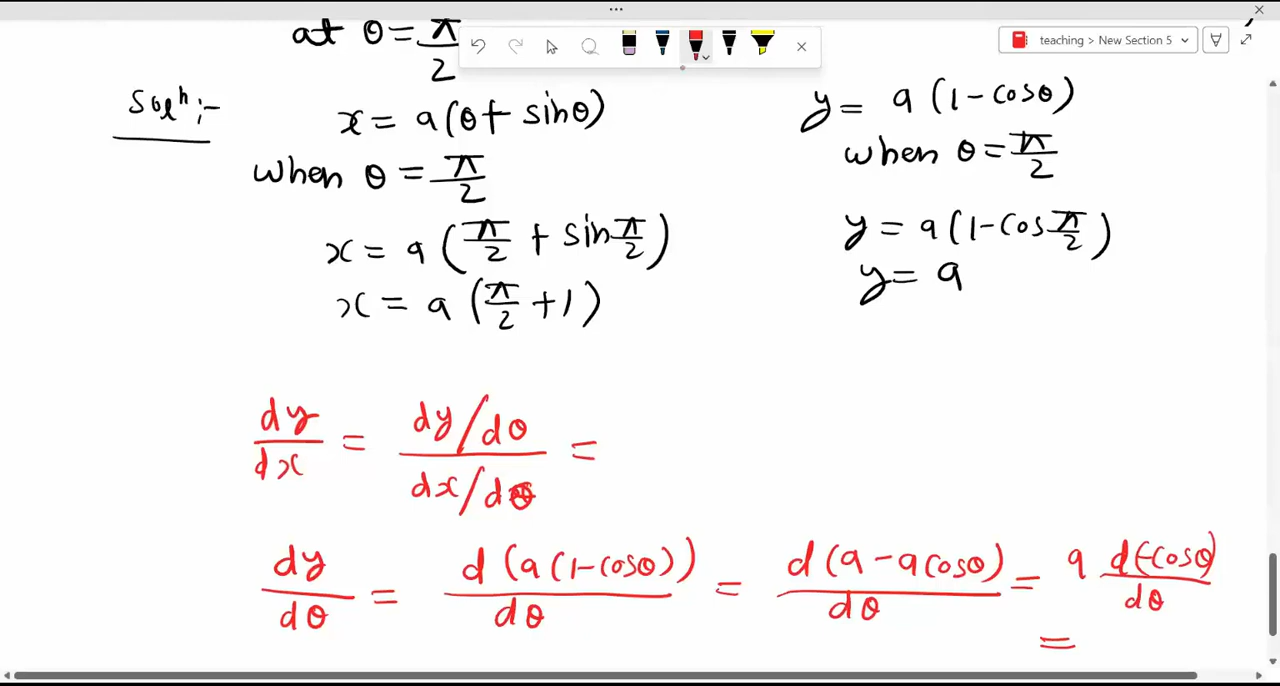 at θ = π/2
teaching > New Section 5
Solⁿ :-
x = a(θ + sinθ)
when θ = π/2
x = a(π/2 + sin π/2)
x = a(π/2 + 1)
y = a(1 - cosθ)
when θ = π/2
y = a(1 - cos π/2)
y = a
dy/dx = (dy/dθ)/(dx/dθ) =
dy/dθ = d(a(1 - cosθ))/dθ = d(a - a cosθ)/dθ = a d(-cosθ)/dθ
=